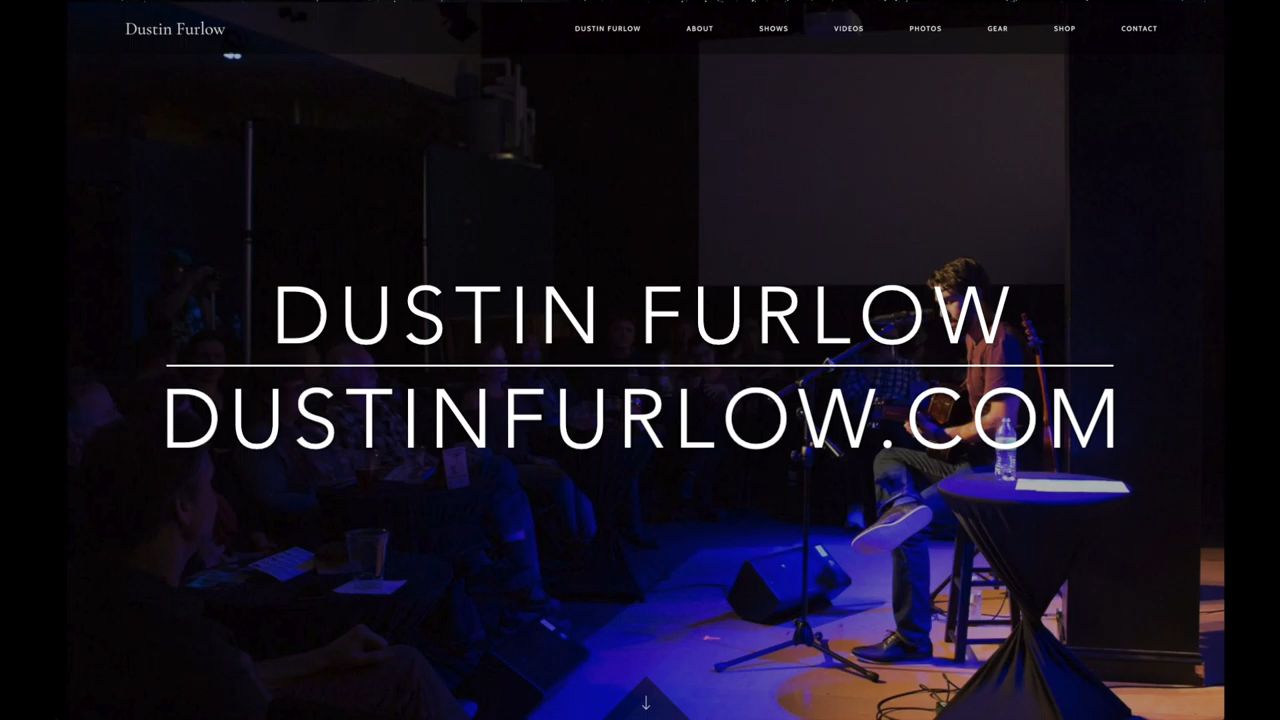 Dustin Furlow
DUSTIN FURLOW ABOUT SHOWS VIDEOS PHOTOS GEAR SHOP CONTACT
DUSTIN FURLOW
DUSTINFURLOW.COM